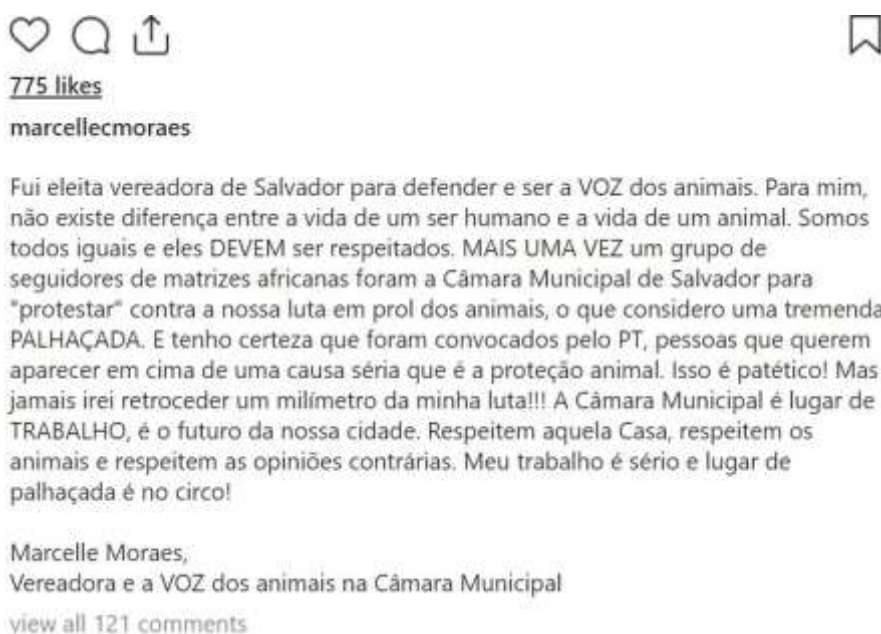 775 likes
marcellecmoraes
Fui eleita vereadora de Salvador para defender e ser a VOZ dos animais. Para mim,
não existe diferença entre a vida de um ser humano e a vida de um animal. Somos
todos iguais e eles DEVEM ser respeitados. MAIS UMA VEZ um grupo de
seguidores de matrizes africanas foram a Câmara Municipal de Salvador para
"protestar" contra a nossa luta em prol dos animais, o que considero uma tremenda
PALHAÇADA. E tenho certeza que foram convocados pelo PT, pessoas que querem
aparecer em cima de uma causa séria que é a proteção animal. Isso é patético! Mas
jamais irei retroceder um milímetro da minha luta!!! A Câmara Municipal é lugar de
TRABALHO, é o futuro da nossa cidade. Respeitem aquela Casa, respeitem os
animais e respeitem as opiniões contrárias. Meu trabalho é sério e lugar de
palhaçada é no circo!
Marcelle Moraes,
Vereadora e a VOZ dos animais na Câmara Municipal
view all 121 comments